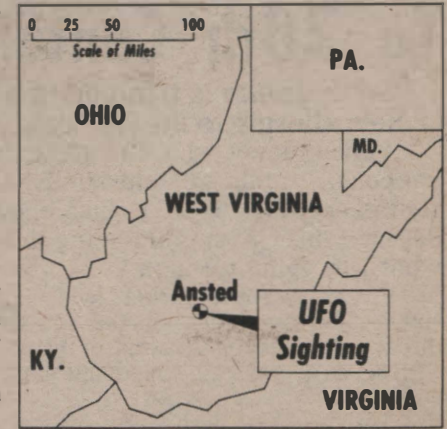 0 25 50 100
Scale of Miles
PA.
OHIO
MD.
WEST VIRGINIA
Ansted
UFO
Sighting
KY.
VIRGINIA